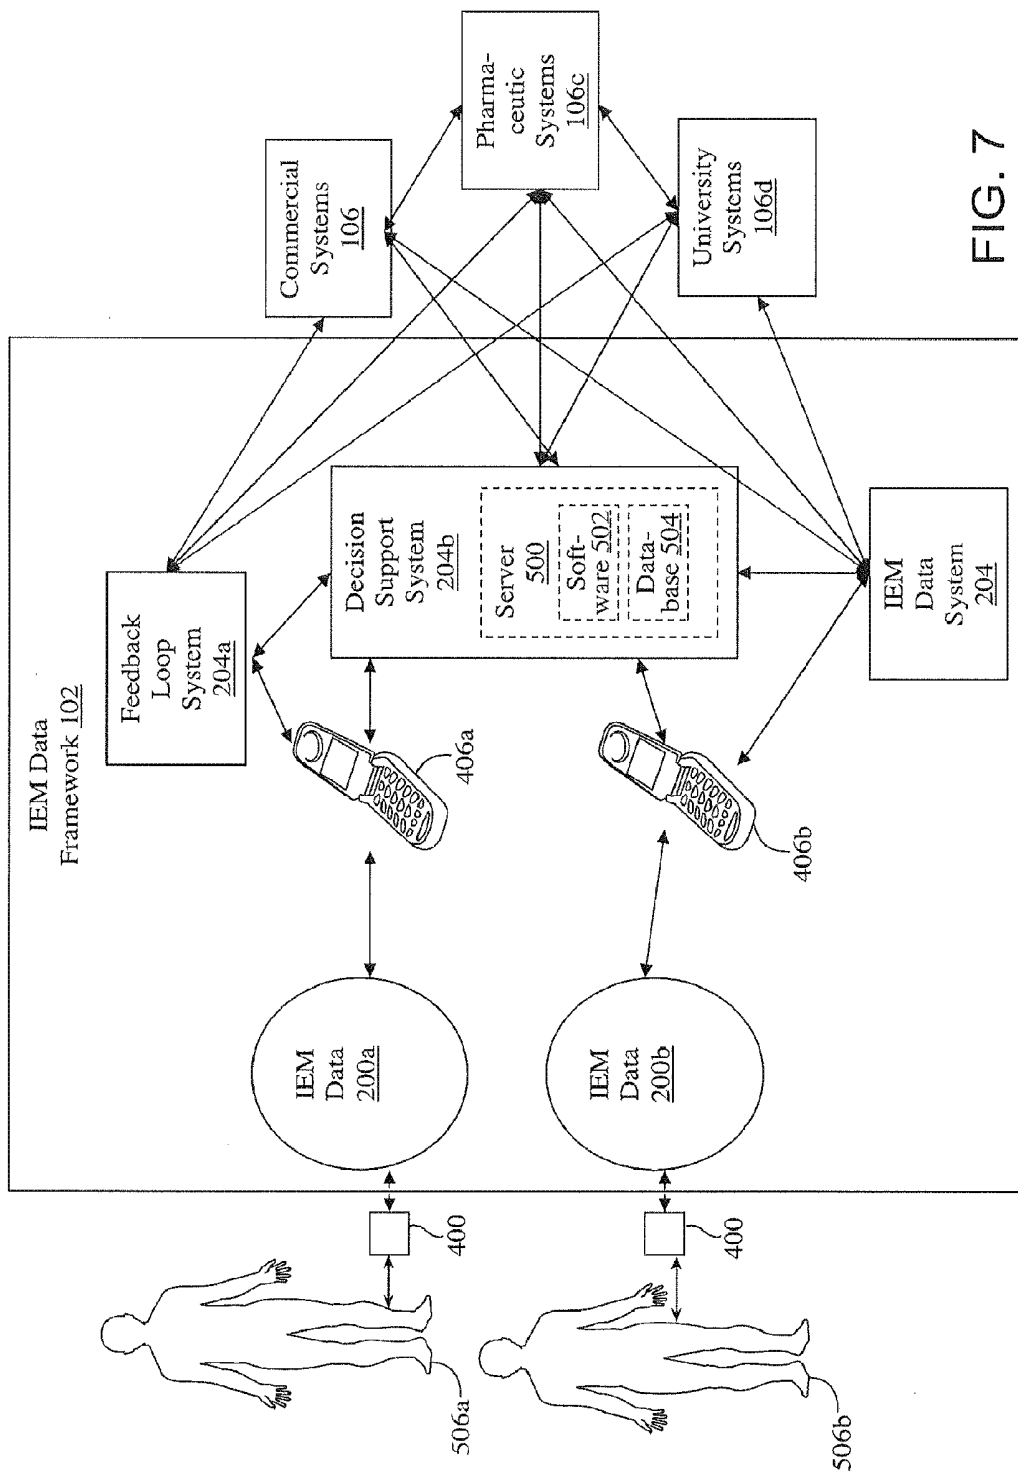 IEM Data
Framework 102
Feedback
Loop
System
204a
Decision
Support
System
204b
Server
500
Soft-
ware 502
Data-
base 504
IEM
Data
System
204
Commercial
Systems
106
Pharma-
ceutic
Systems
106c
University
Systems
106d
IEM
Data
200a
IEM
Data
200b
406a
406b
400
400
506a
506b
FIG. 7